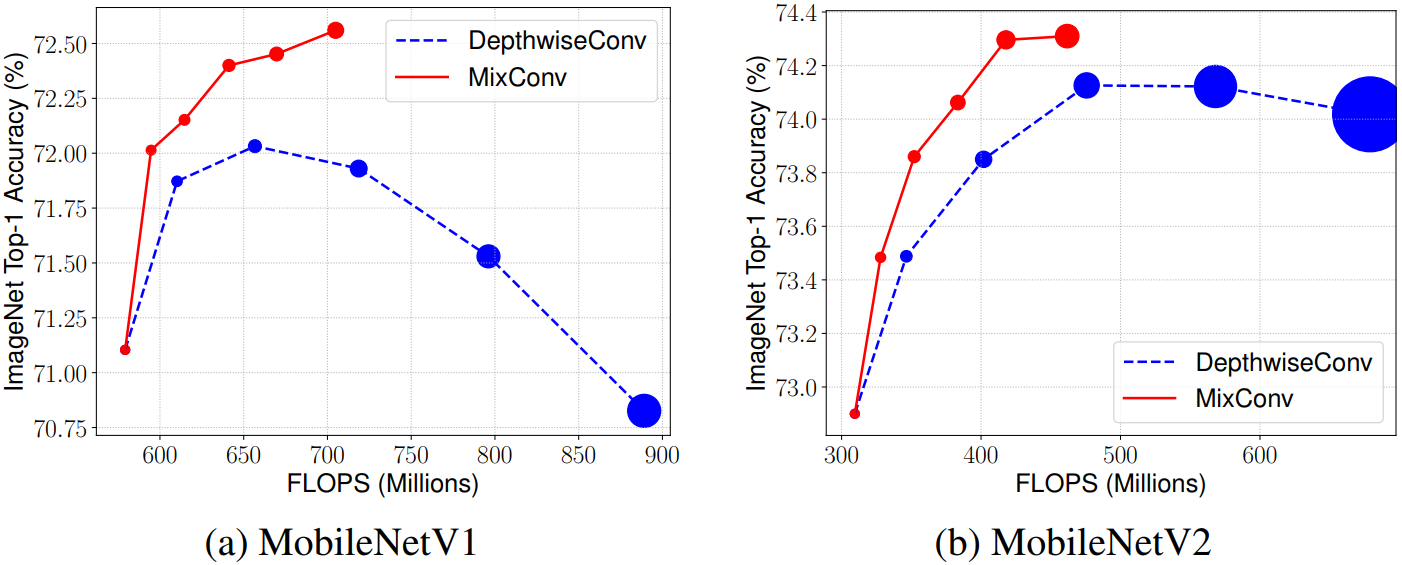 ImageNet Top-1 Accuracy (%)
72.50
72.25
72.00
71.75
71.50
71.25
71.00
70.75
600 650 700 750 800 850 900
FLOPS (Millions)
DepthwiseConv
MixConv
(a) MobileNetV1
ImageNet Top-1 Accuracy (%)
74.4
74.2
74.0
73.8
73.6
73.4
73.2
73.0
300 400 500 600
FLOPS (Millions)
DepthwiseConv
MixConv
(b) MobileNetV2